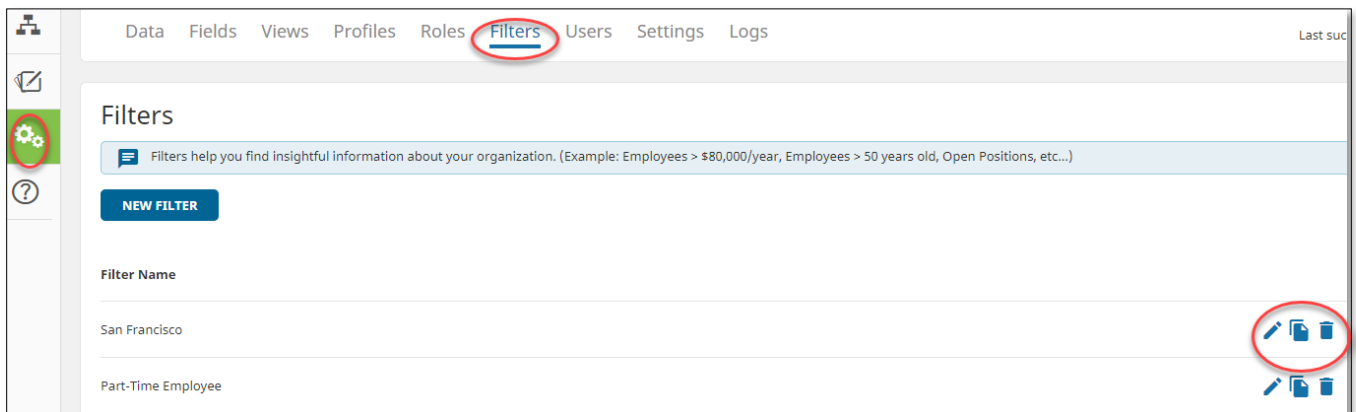 Data Fields Views Profiles Roles Filters Users Settings Logs
Last suc
Filters
Filters help you find insightful information about your organization. (Example: Employees > $80,000/year, Employees > 50 years old, Open Positions, etc...)
NEW FILTER
Filter Name
San Francisco
Part-Time Employee